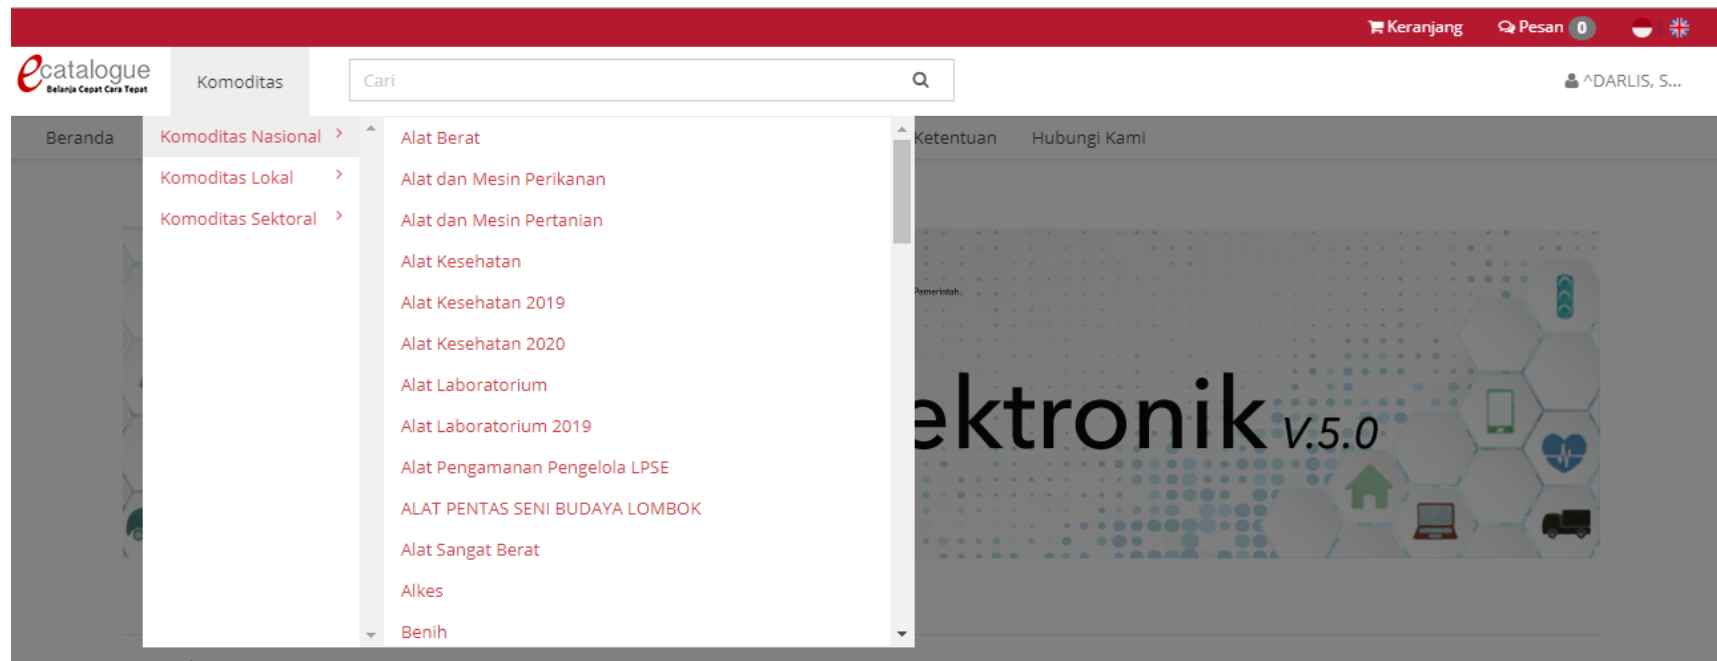 Keranjang Pesan 0
ecatalogue
Belanja Cepat Cara Tepat
Komoditas
Cari
^DARLIS, S...
Beranda
Ketentuan
Hubungi Kami
Komoditas Nasional
Komoditas Lokal
Komoditas Sektoral
Alat Berat
Alat dan Mesin Perikanan
Alat dan Mesin Pertanian
Alat Kesehatan
Alat Kesehatan 2019
Alat Kesehatan 2020
Alat Laboratorium
Alat Laboratorium 2019
Alat Pengamanan Pengelola LPSE
ALAT PENTAS SENI BUDAYA LOMBOK
Alat Sangat Berat
Alkes
Benih
Pemerintah.
ektronik v.5.0